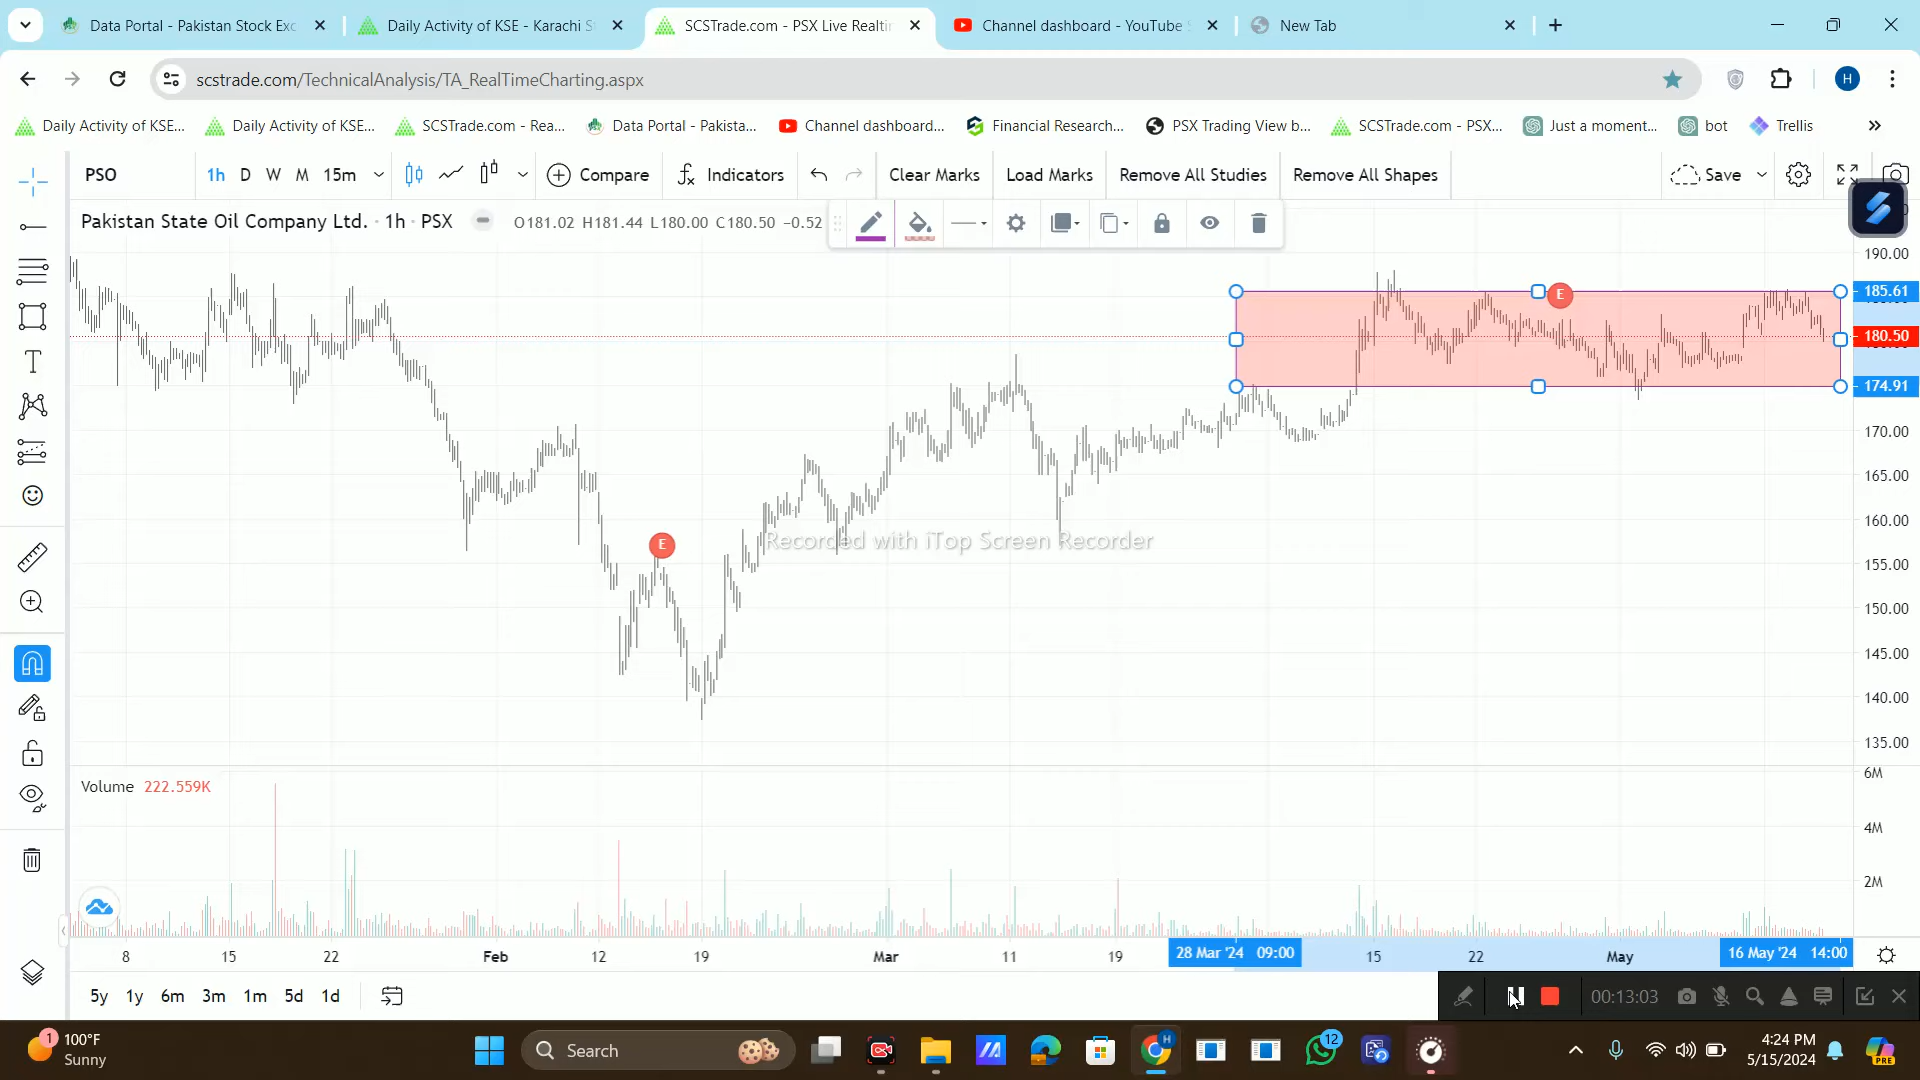 Data Portal - Pakistan Stock Exc
Daily Activity of KSE - Karachi S
SCSTrade.com - PSX Live Realti
Channel dashboard - YouTube S
New Tab
scstrade.com/TechnicalAnalysis/TA_RealTimeCharting.aspx
H
Daily Activity of KSE...
Daily Activity of KSE...
SCSTrade.com - Rea...
Data Portal - Pakista...
Channel dashboard...
Financial Research...
PSX Trading View b...
SCSTrade.com - PSX...
Just a moment...
bot
Trellis
PSO
1h D W M 15m
Compare
Indicators
Clear Marks
Load Marks
Remove All Studies
Remove All Shapes
Save
Pakistan State Oil Company Ltd. · 1h · PSX
O181.02 H181.44 L180.00 C180.50 −0.52
190.00
185.61
180.50
174.91
170.00
165.00
160.00
155.00
150.00
145.00
140.00
135.00
E
E
Recorded with iTop Screen Recorder
Volume 222.559K
6M
4M
2M
8 15 22 Feb 12 19 Mar 11 19 28 Mar '24 09:00 15 22 May 16 May '24 14:00
5y 1y 6m 3m 1m 5d 1d
00:13:03
1
100°F
Sunny
Search
H
12
4:24 PM
5/15/2024
PRE